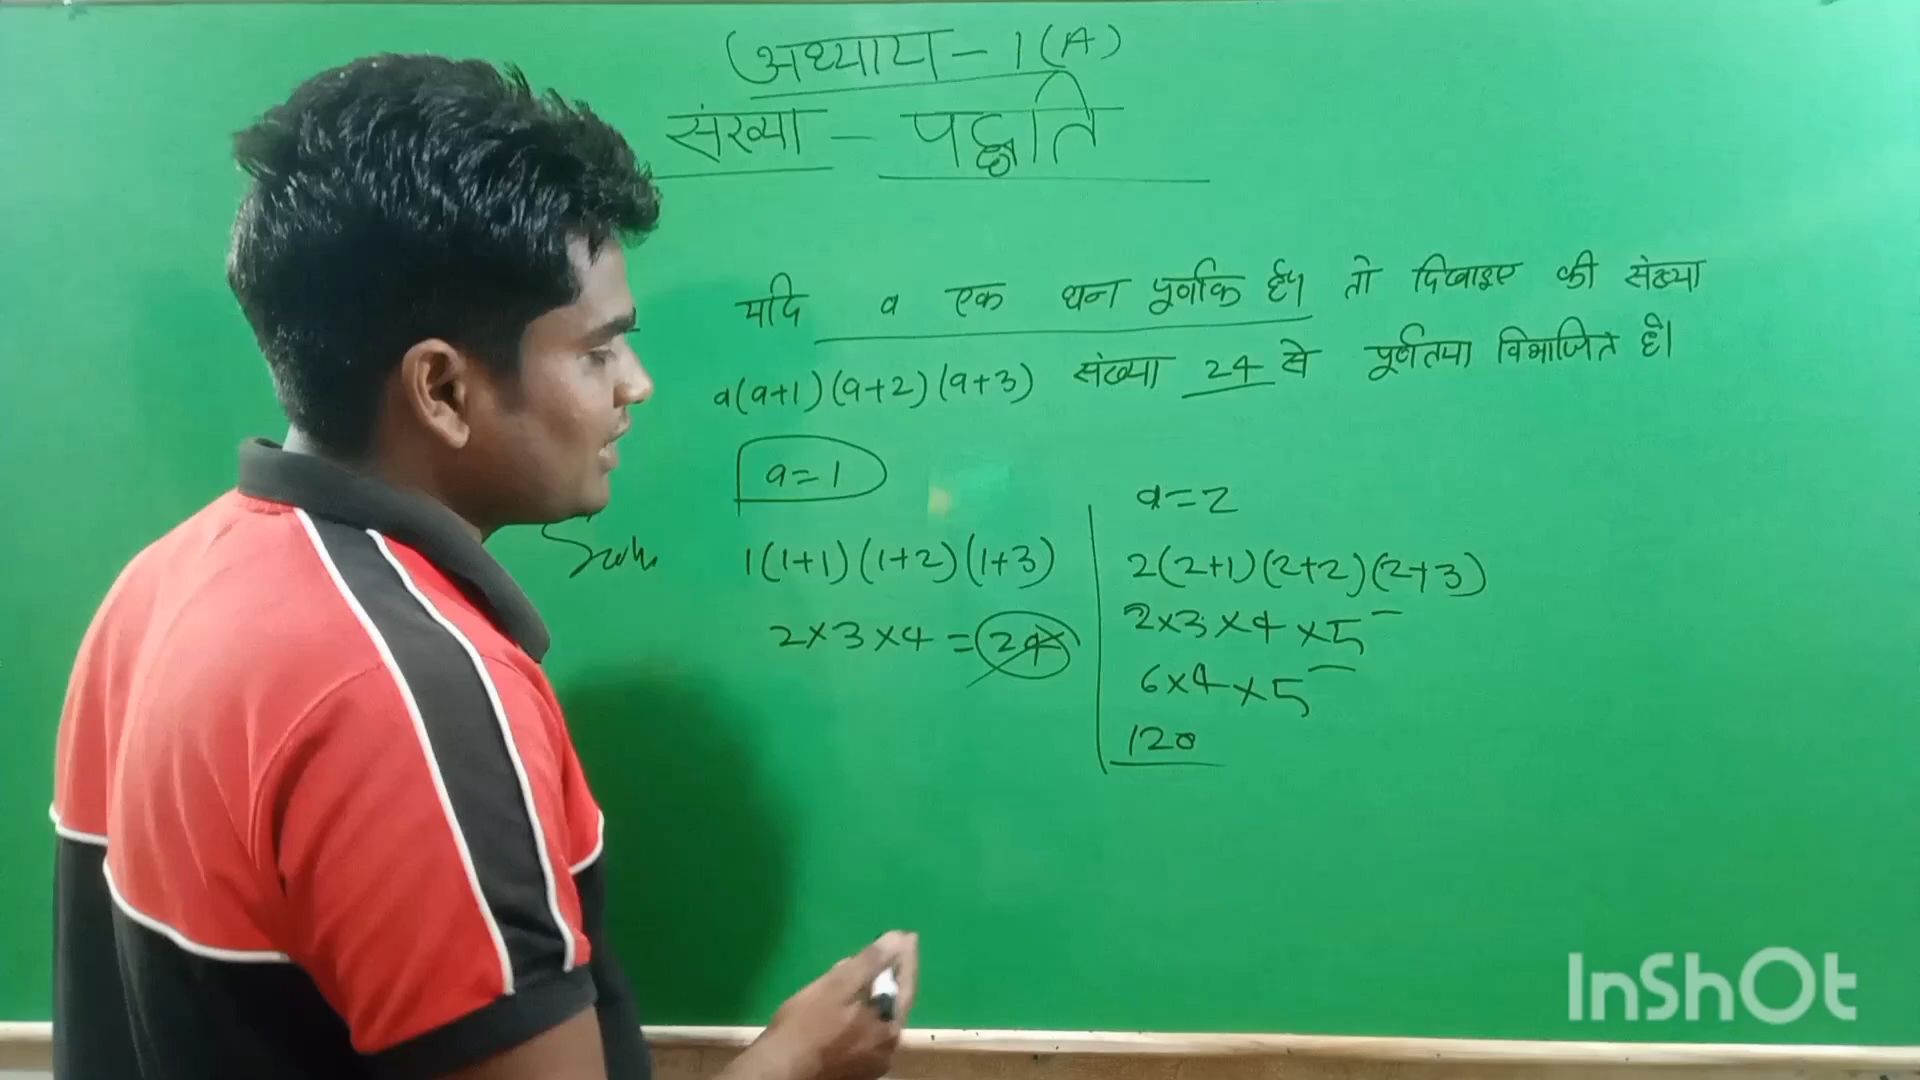 अध्याय - 1(A)
संख्या - पद्धति
यदि a एक धन पूर्णांक है। तो दिखाइए की संख्या
a(a+1)(a+2)(a+3) संख्या 24 से पूर्णतया विभाजित है।
a=1
1(1+1)(1+2)(1+3)
2×3×4 = 24
a=2
2(2+1)(2+2)(2+3)
2×3×4×5
6×4×5
120
InShOt